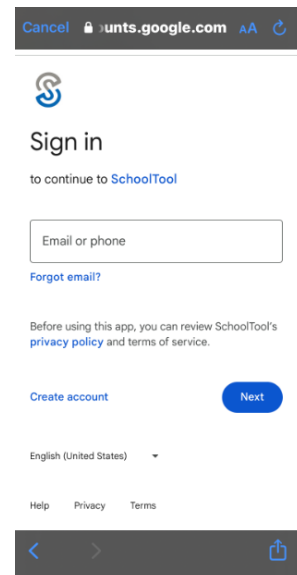 Cancel unts.google.com AA
Sign in
to continue to SchoolTool
Email or phone
Forgot email?
Before using this app, you can review SchoolTool's
privacy policy and terms of service.
Create account Next
English (United States)
Help Privacy Terms